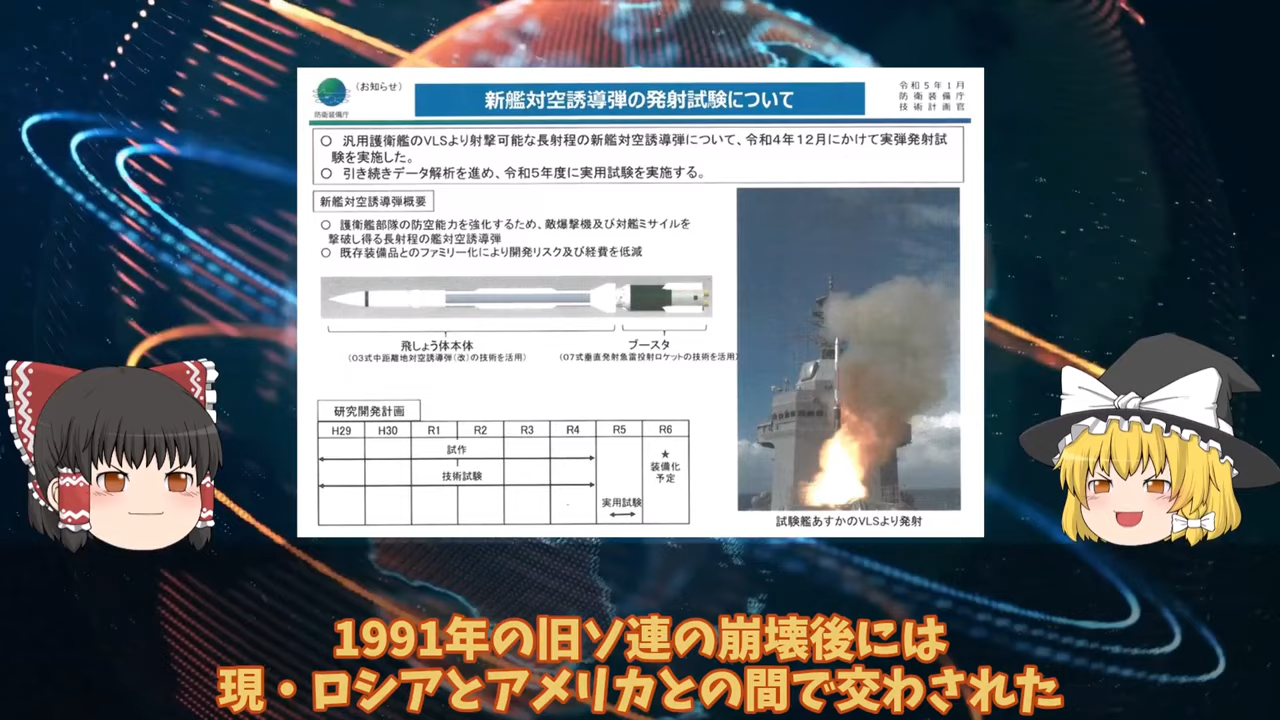 (お知らせ)
防衛装備庁
新艦対空誘導弾の発射試験について
令和5年1月
防衛装備庁
技術計画官
○ 汎用護衛艦のVLSより射撃可能な長射程の新艦対空誘導弾について、令和4年12月にかけて実弾発射試
験を実施した。
○ 引き続きデータ解析を進め、令和5年度に実用試験を実施する。
新艦対空誘導弾概要
○ 護衛艦部隊の防空能力を強化するため、敵爆撃機及び対艦ミサイルを
撃破し得る長射程の艦対空誘導弾
○ 既存装備品とのファミリー化により開発リスク及び経費を低減
飛しょう体本体
ブースタ
(03式中距離地対空誘導弾(改)の技術を活用)
(07式垂直発射魚雷投射ロケットの技術を活用)
研究開発計画
H29 H30 R1 R2 R3 R4 R5 R6
試作
技術試験
実用試験
★
装備化
予定
試験艦あすかのVLSより発射
1991年の旧ソ連の崩壊後には
現・ロシアとアメリカとの間で交わされた